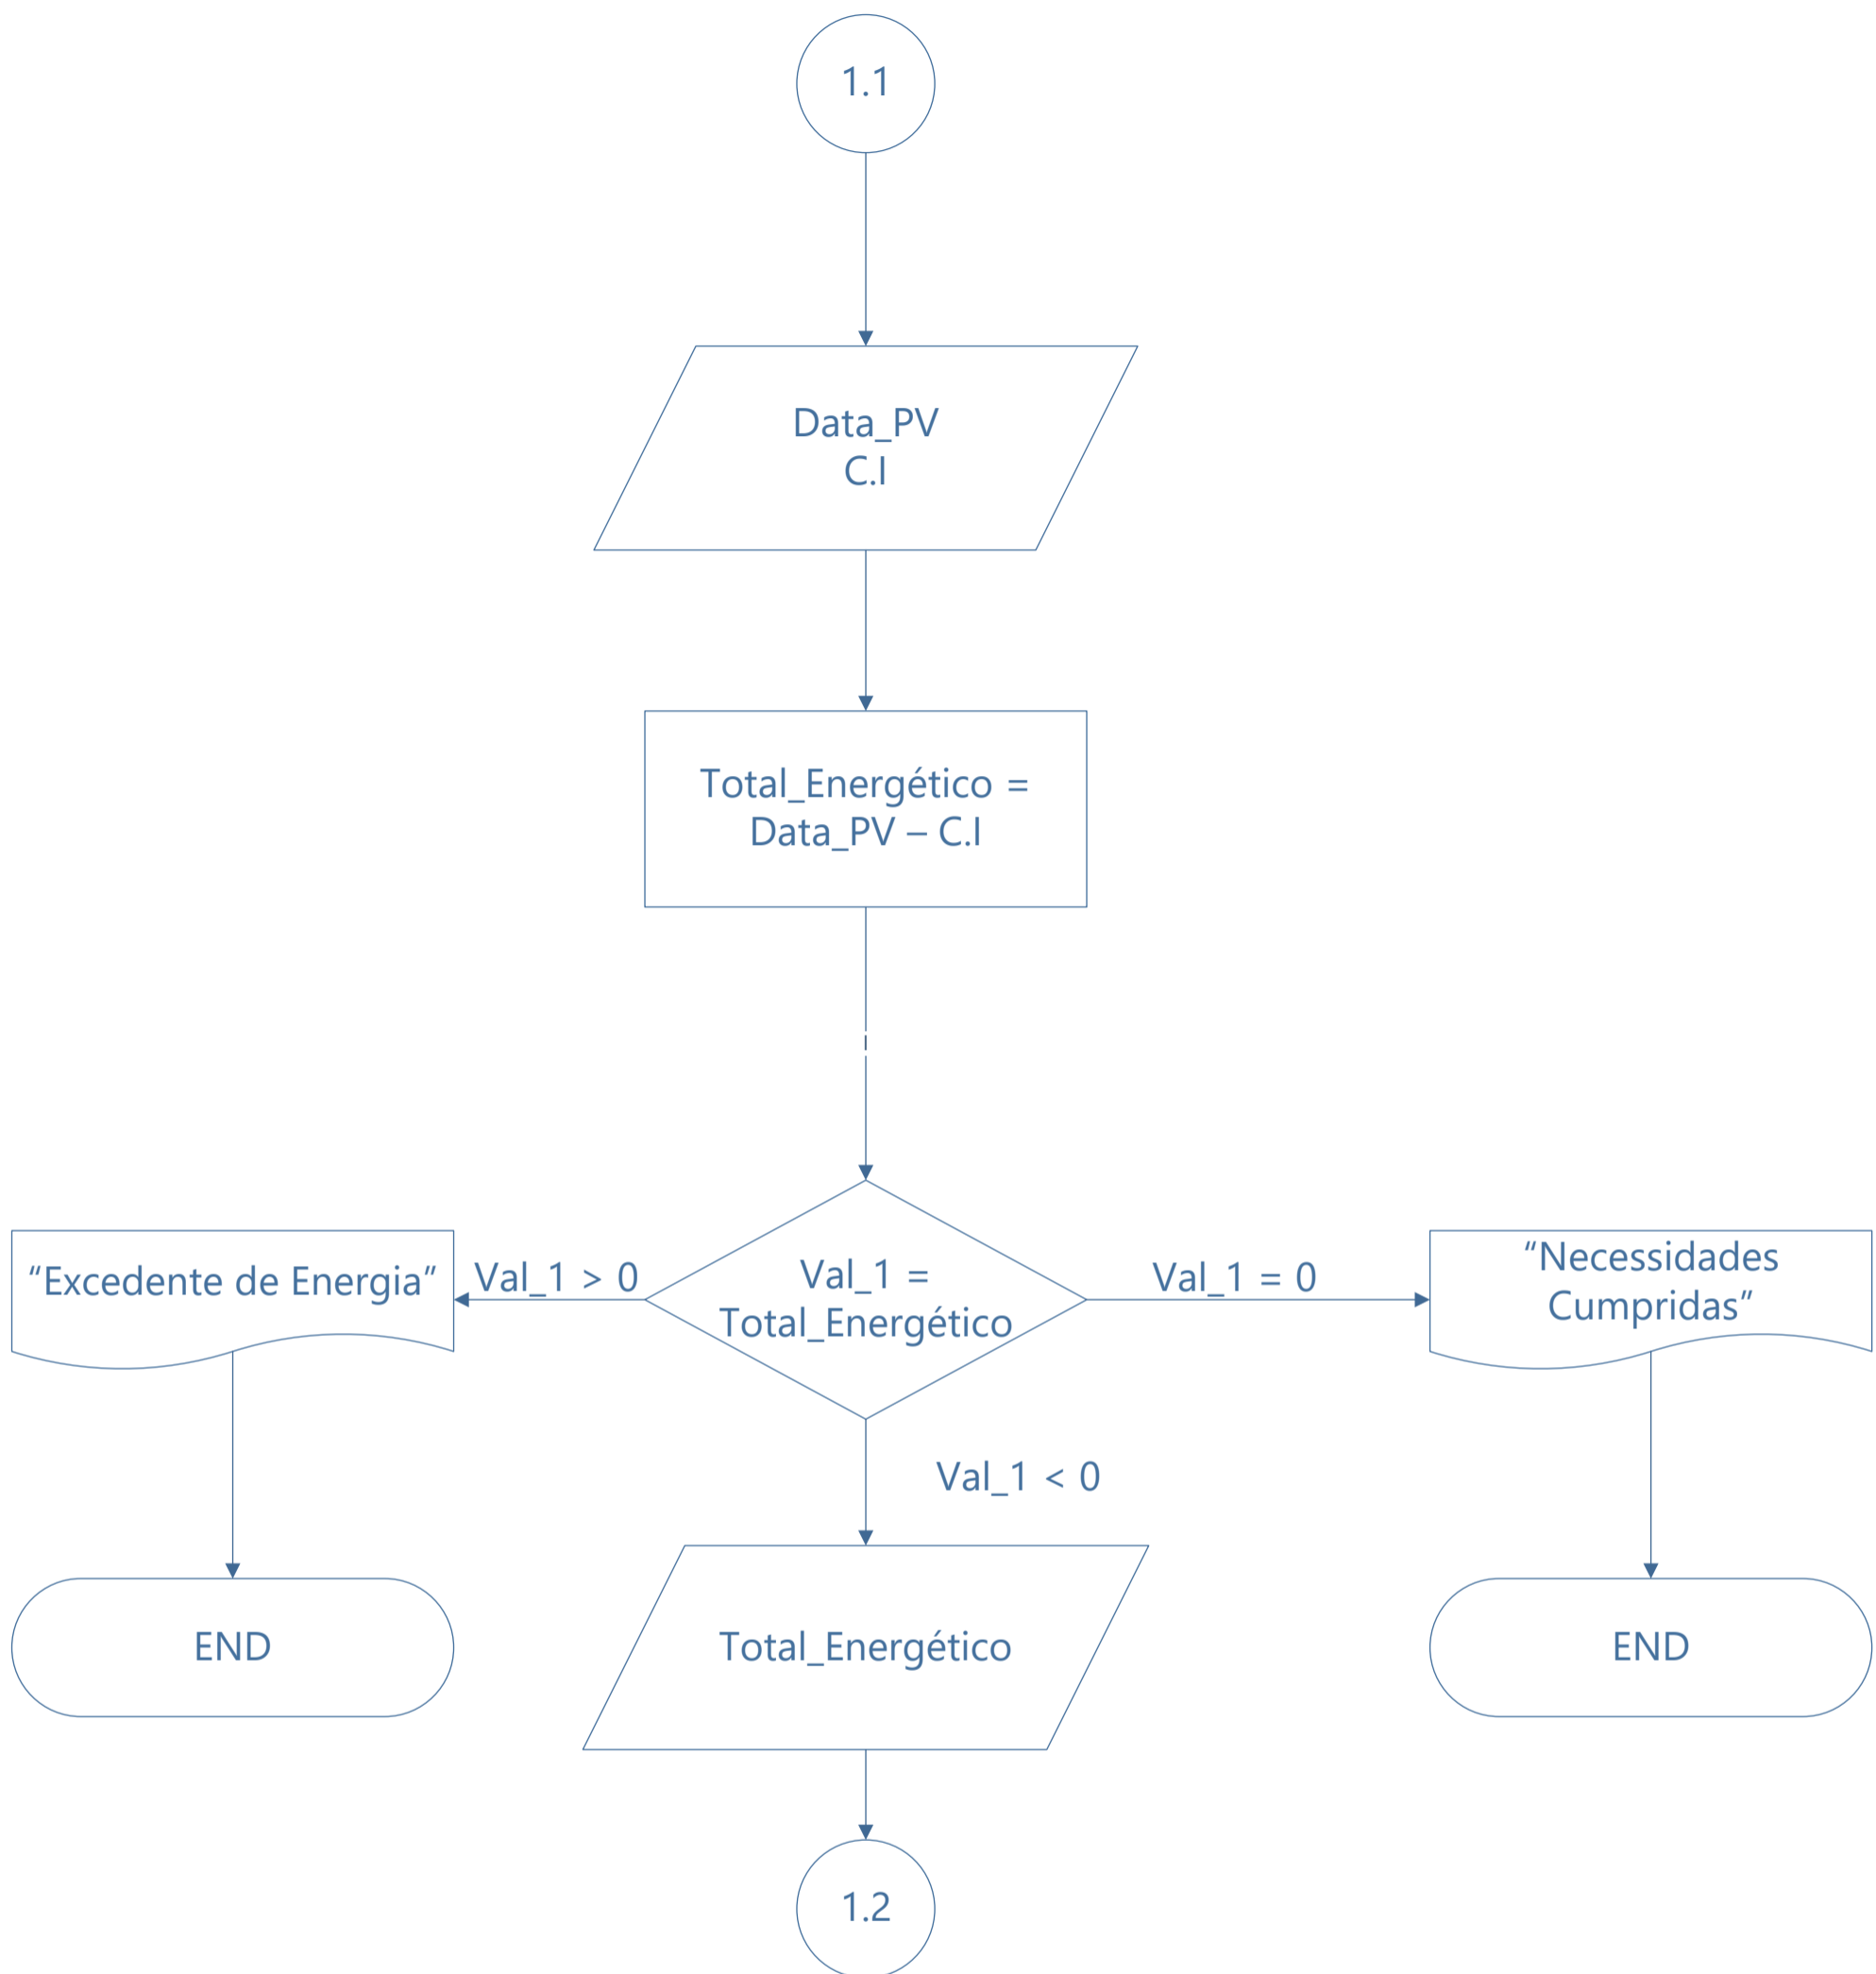 1.1
Data_PV
C.I
Total_Energético =
Data_PV – C.I
“Excedente de Energia“
Val_1 > 0
Val_1 =
Total_Energético
Val_1 = 0
“Necessidades
Cumpridas“
Val_1 < 0
END
Total_Energético
END
1.2